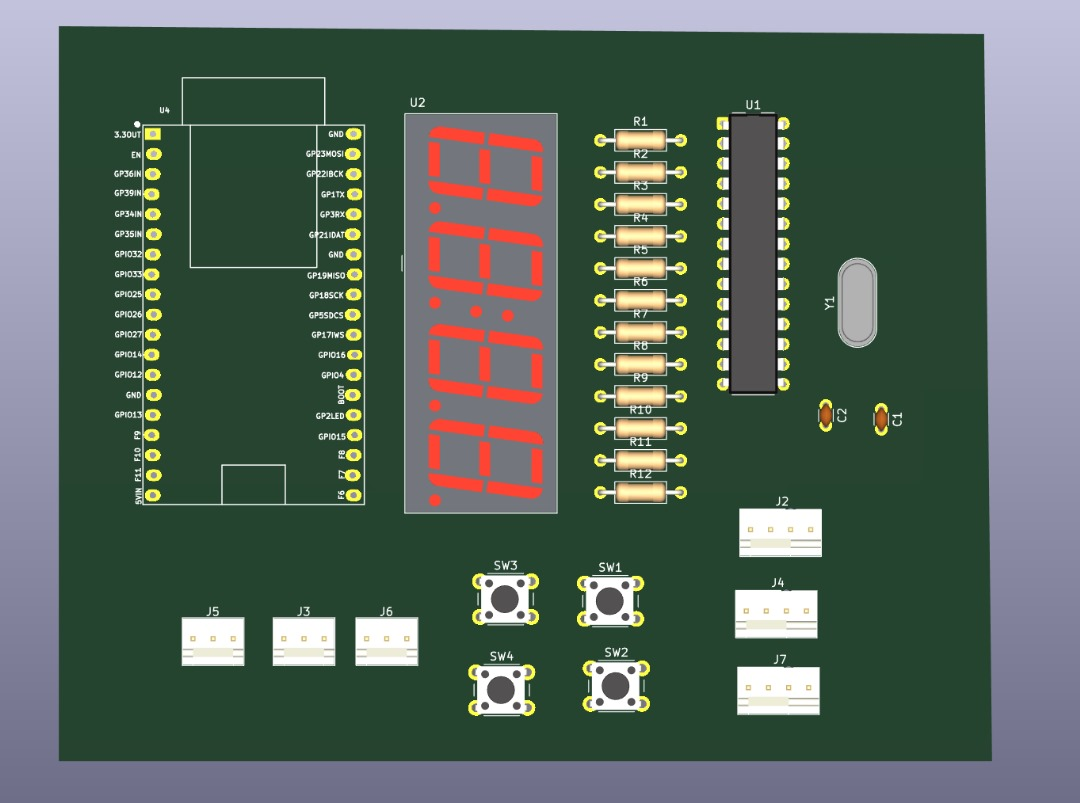 U4
3.3OUT
EN
GP36IN
GP39IN
GP34IN
GP35IN
GPIO32
GPIO33
GPIO25
GPIO26
GPIO27
GPIO14
GPIO12
GND
GPIO13
F9
F10
F11
5VIN
GND
GP23MOSI
GP22IBCK
GP1TX
GP3RX
GP21IDAT
GND
GP19MISO
GP18SCK
GP5SDCS
GP17IWS
GPIO16
GPIO4
BOOT
GP2LED
GPIO15
F8
F7
F6
U2
R1
R2
R3
R4
R5
R6
R7
R8
R9
R10
R11
R12
U1
Y1
C2
C1
J2
J4
J7
SW3
SW1
SW4
SW2
J5
J3
J6